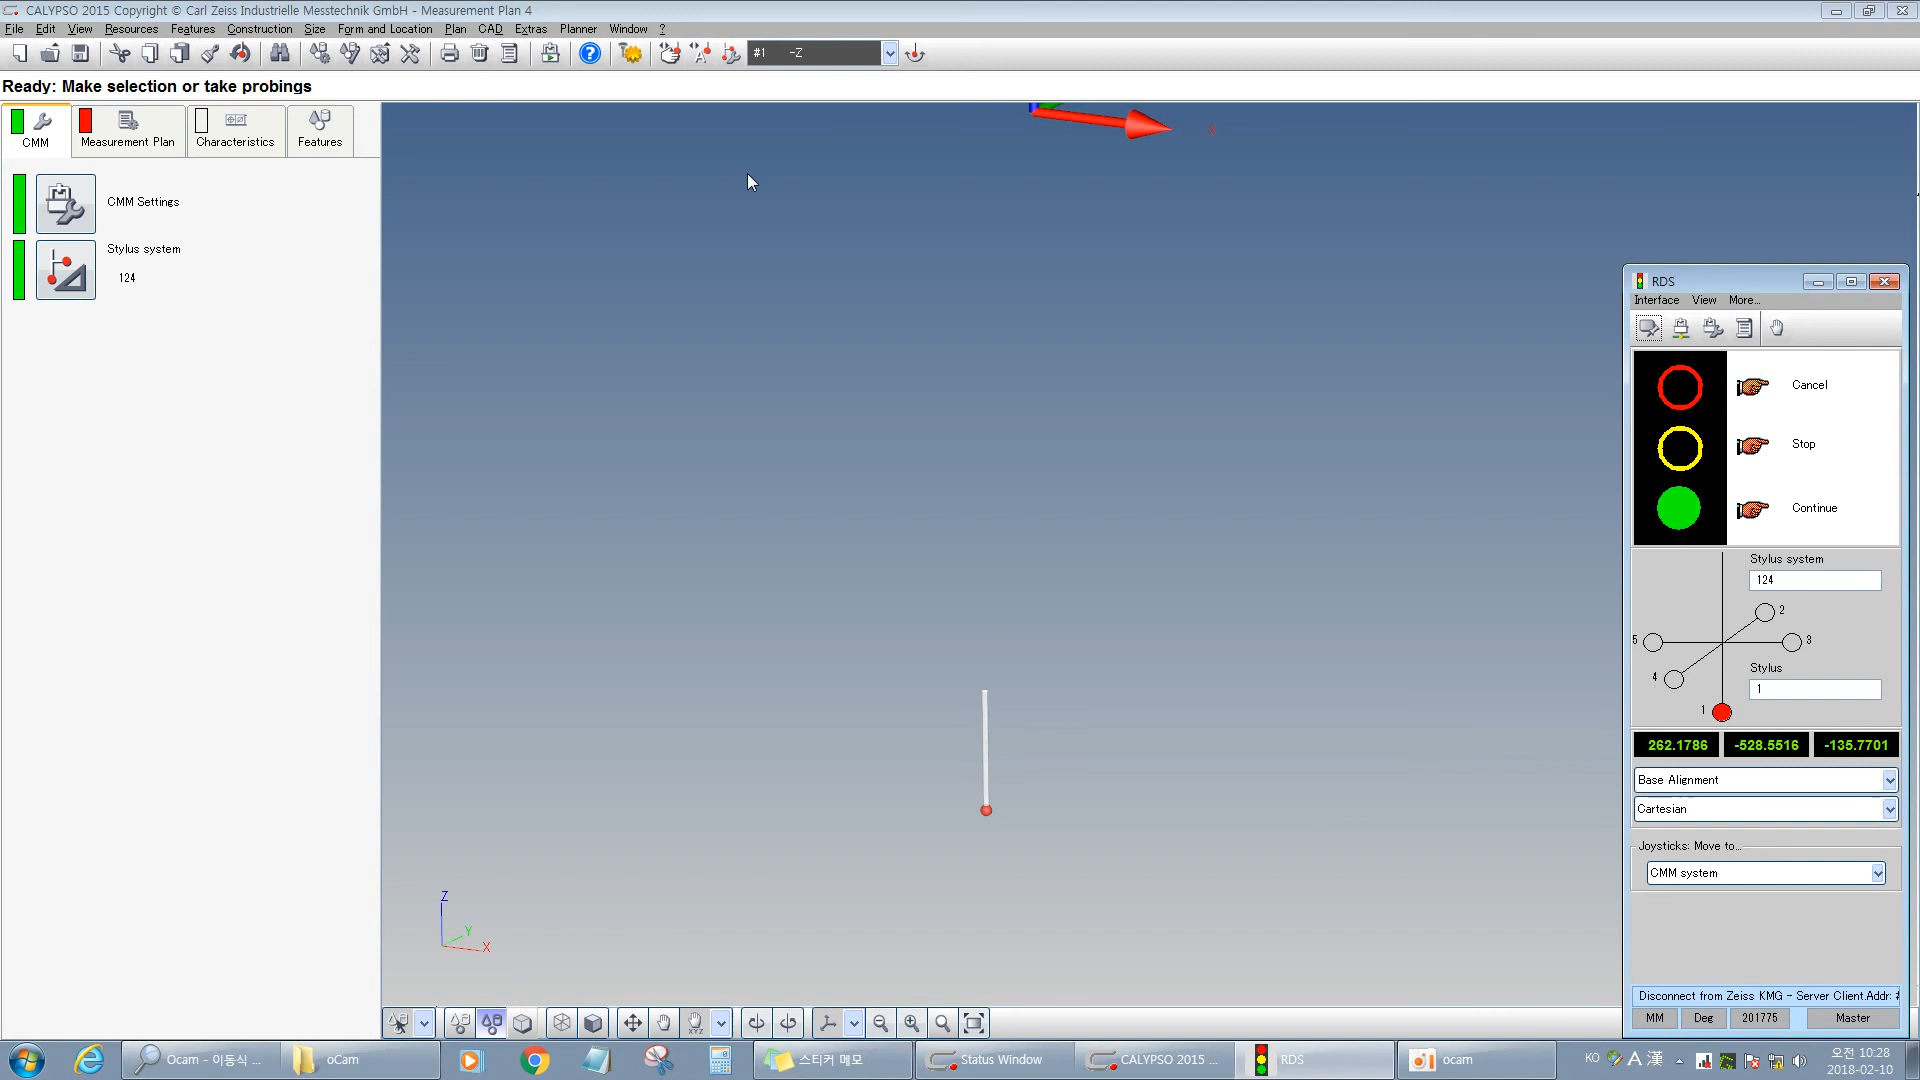 CALYPSO 2015 Copyright © Carl Zeiss Industrielle Messtechnik GmbH - Measurement Plan 4
File Edit View Resources Features Construction Size Form and Location Plan CAD Extras Planner Window ?
#1 -Z
Ready: Make selection or take probings
CMM
Measurement Plan
Characteristics
Features
CMM Settings
Stylus system
124
X
Z
Y
X
RDS
Interface View More...
Cancel
Stop
Continue
Stylus system
124
2
5
3
Stylus
4
1
1
262.1786 -528.5516 -135.7701
Base Alignment
Cartesian
Joysticks: Move to...
CMM system
Disconnect from Zeiss KMG - Server Client.Addr: #
MM Deg 201775 Master
XYZ
Ocam - 이동식 ...
oCam
스티커 메모
Status Window
CALYPSO 2015 ...
RDS
ocam
KO A 漢
오전 10:28
2018-02-10